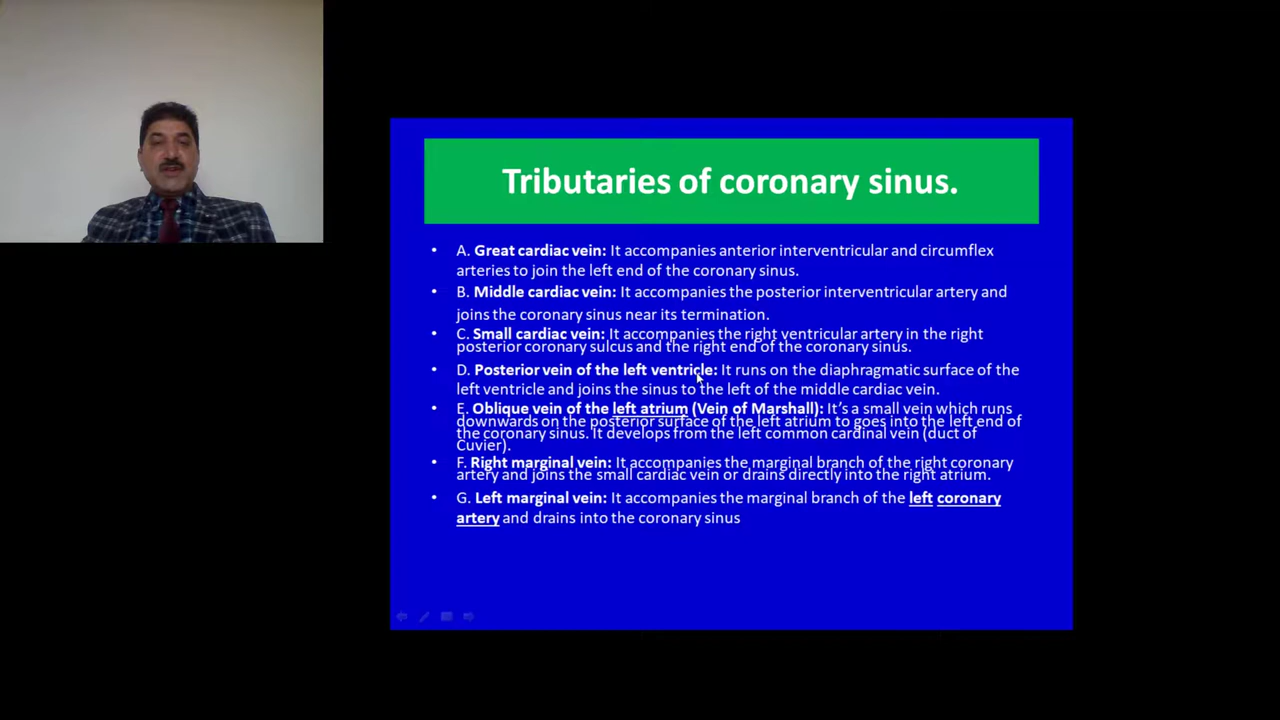 Tributaries of coronary sinus.
• A. Great cardiac vein: It accompanies anterior interventricular and circumflex
arteries to join the left end of the coronary sinus.
• B. Middle cardiac vein: It accompanies the posterior interventricular artery and
joins the coronary sinus near its termination.
• C. Small cardiac vein: It accompanies the right ventricular artery in the right
posterior coronary sulcus and the right end of the coronary sinus.
• D. Posterior vein of the left ventricle: It runs on the diaphragmatic surface of the
left ventricle and joins the sinus to the left of the middle cardiac vein.
• E. Oblique vein of the left atrium (Vein of Marshall): It’s a small vein which runs
downwards on the posterior surface of the left atrium to goes into the left end of
the coronary sinus. It develops from the left common cardinal vein (duct of
Cuvier).
• F. Right marginal vein: It accompanies the marginal branch of the right coronary
artery and joins the small cardiac vein or drains directly into the right atrium.
• G. Left marginal vein: It accompanies the marginal branch of the left coronary
artery and drains into the coronary sinus